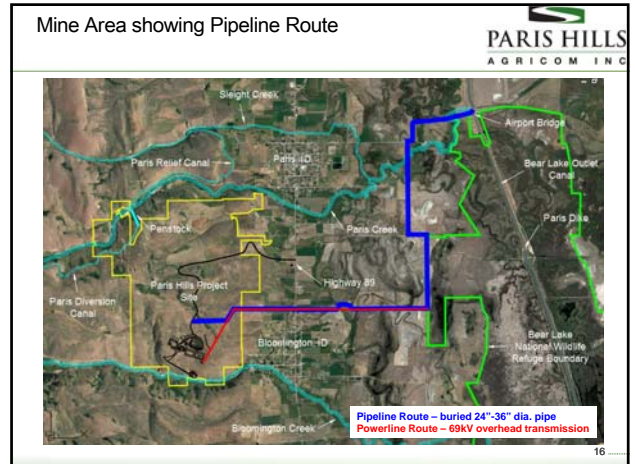 Mine Area showing Pipeline Route
PARIS HILLS
AGRICOM INC
Sleight Creek
Airport Bridge
Paris Relief Canal
Paris ID
Bear Lake Outlet
Canal
Penstock
Paris Creek
Paris Dike
Paris Hills Project
Site
Highway 89
Paris Diversion
Canal
Bloomington, ID
Bear Lake
National Wildlife
Refuge Boundary
Bloomington Creek
Pipeline Route – buried 24"-36" dia. pipe
Powerline Route – 69kV overhead transmission
16